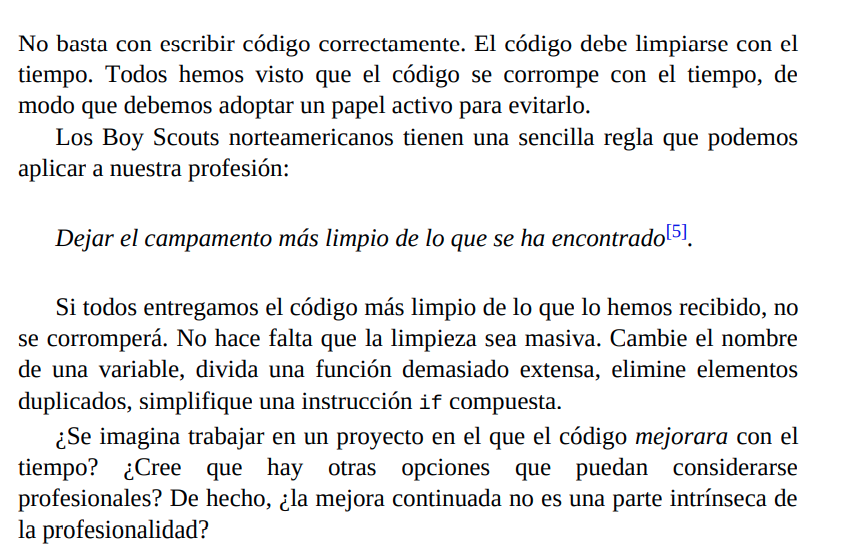 No basta con escribir código correctamente. El código debe limpiarse con el
tiempo. Todos hemos visto que el código se corrompe con el tiempo, de
modo que debemos adoptar un papel activo para evitarlo.
Los Boy Scouts norteamericanos tienen una sencilla regla que podemos
aplicar a nuestra profesión:
Dejar el campamento más limpio de lo que se ha encontrado[5].
Si todos entregamos el código más limpio de lo que lo hemos recibido, no
se corromperá. No hace falta que la limpieza sea masiva. Cambie el nombre
de una variable, divida una función demasiado extensa, elimine elementos
duplicados, simplifique una instrucción if compuesta.
¿Se imagina trabajar en un proyecto en el que el código mejorara con el
tiempo? ¿Cree que hay otras opciones que puedan considerarse
profesionales? De hecho, ¿la mejora continuada no es una parte intrínseca de
la profesionalidad?